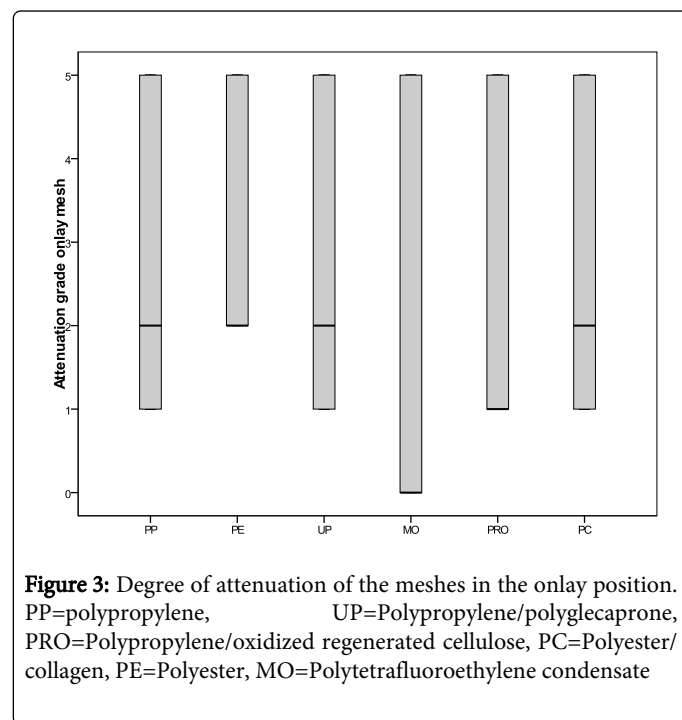 Attenuation grade onlay mesh
5
4
3
2
1
0
PP PE UP MO PRO PC
Figure 3: Degree of attenuation of the meshes in the onlay position.
PP=polypropylene, UP=Polypropylene/polyglecaprone,
PRO=Polypropylene/oxidized regenerated cellulose, PC=Polyester/
collagen, PE=Polyester, MO=Polytetrafluoroethylene condensate